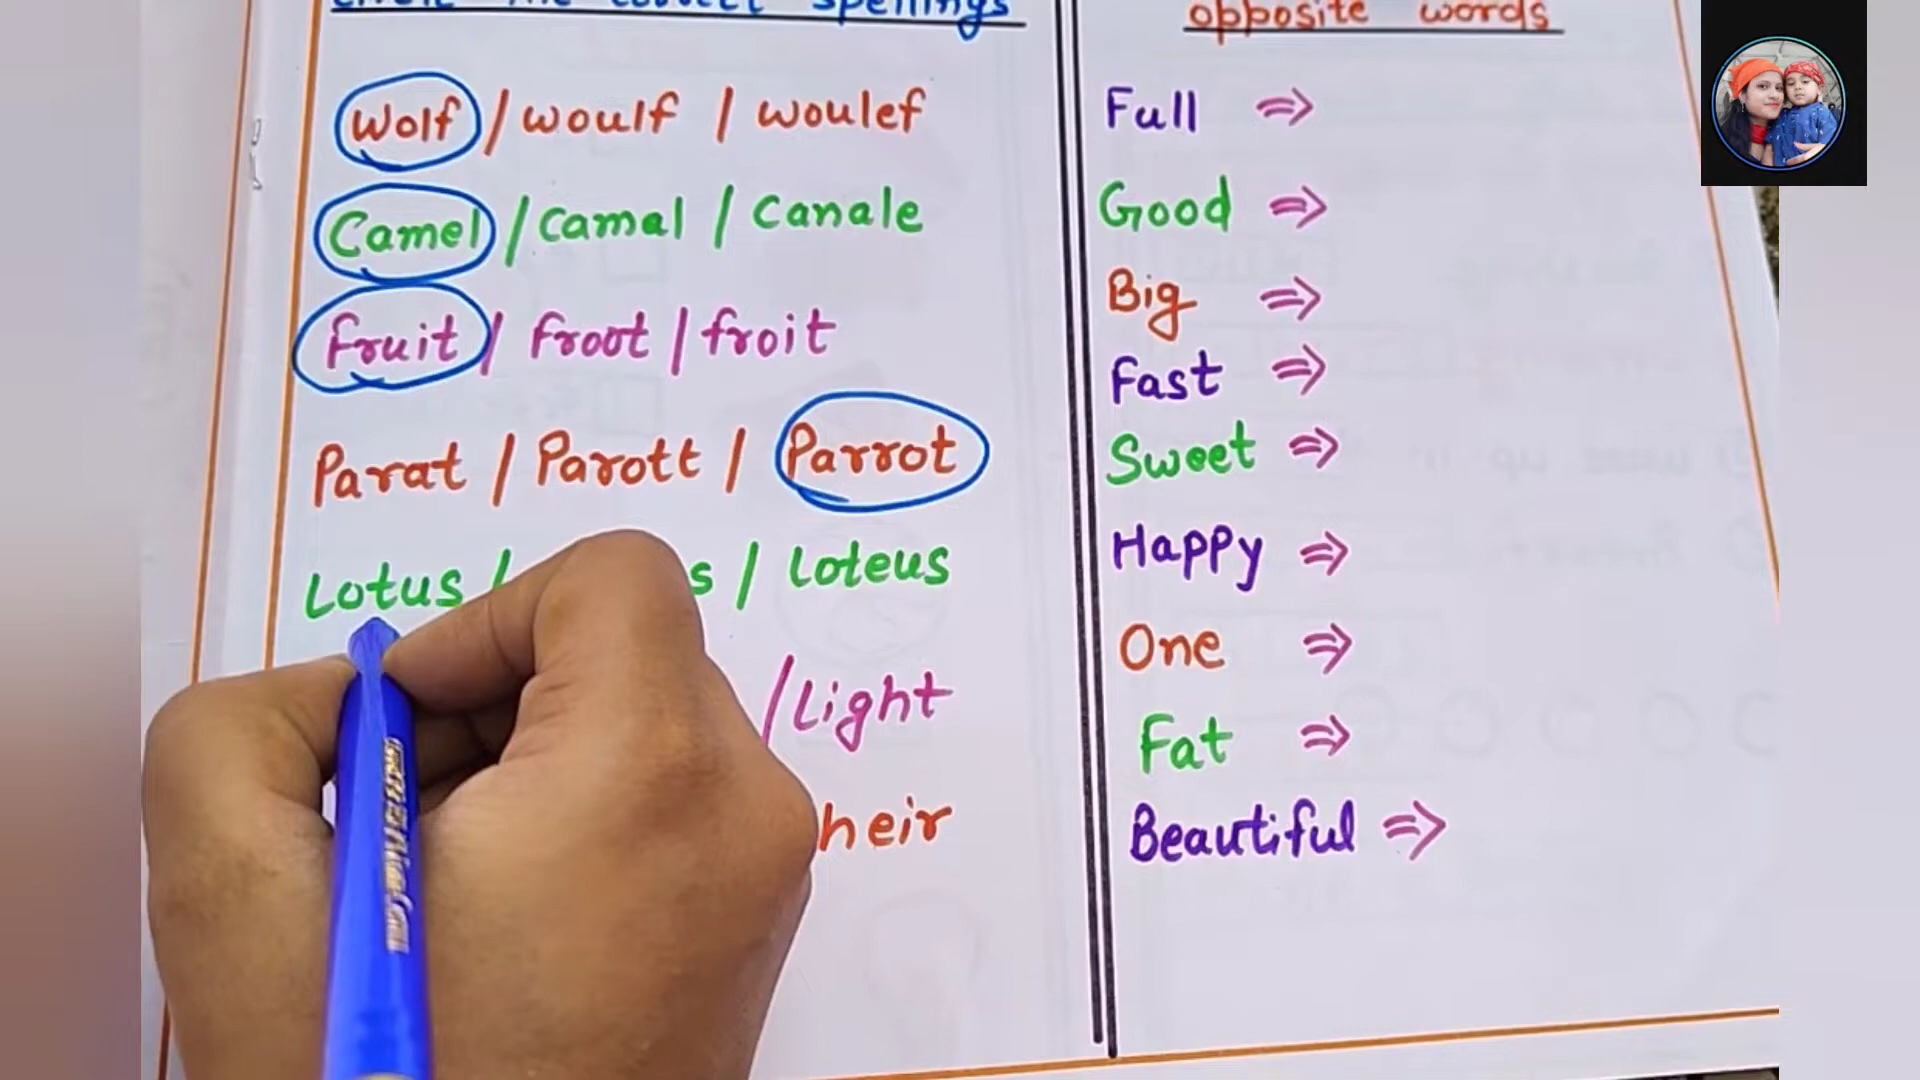 spellings
Wolf / woulf / woulef
Camel / camal / canale
fruit / froot / froit
Parat / Parott / Parrot
Lotus / / loteus
/ Light
opposite words
Full ⇒
Good ⇒
Big ⇒
Fast ⇒
Sweet ⇒
Happy ⇒
One ⇒
Fat ⇒
Beautiful ⇒